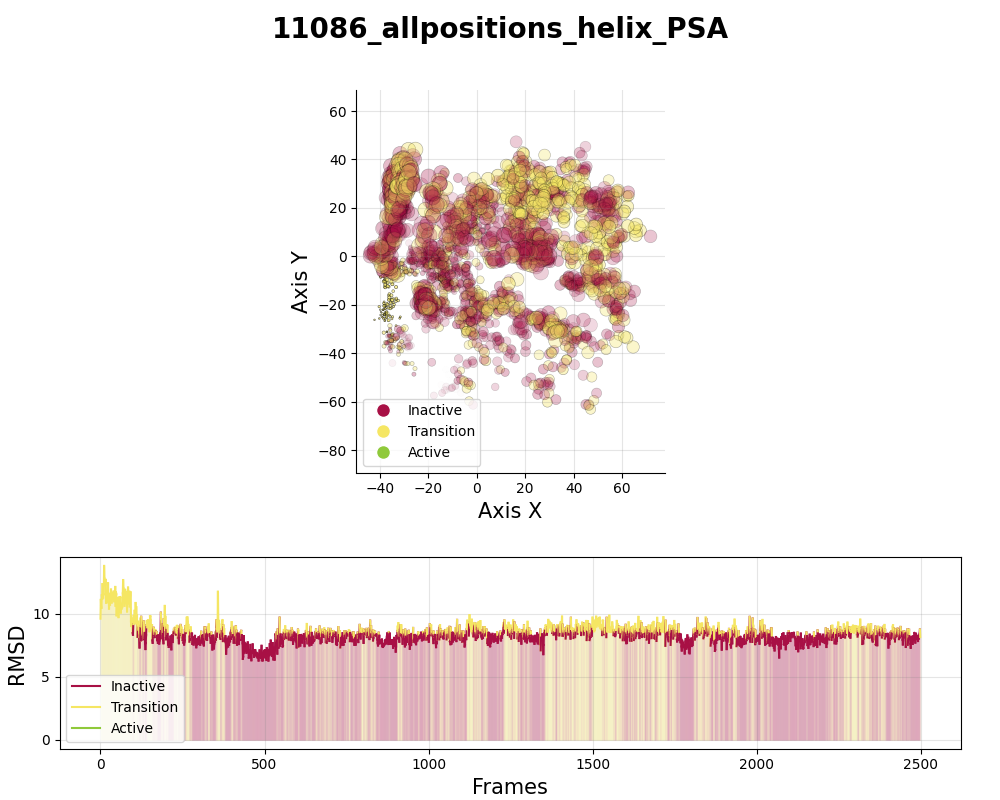 11086_allpositions_helix_PSA
60
40
20
0
−20
−40
−60
−80
Axis Y
Inactive
Transition
Active
−40 −20 0 20 40 60
Axis X
10
5
0
RMSD
Inactive
Transition
Active
0 500 1000 1500 2000 2500
Frames